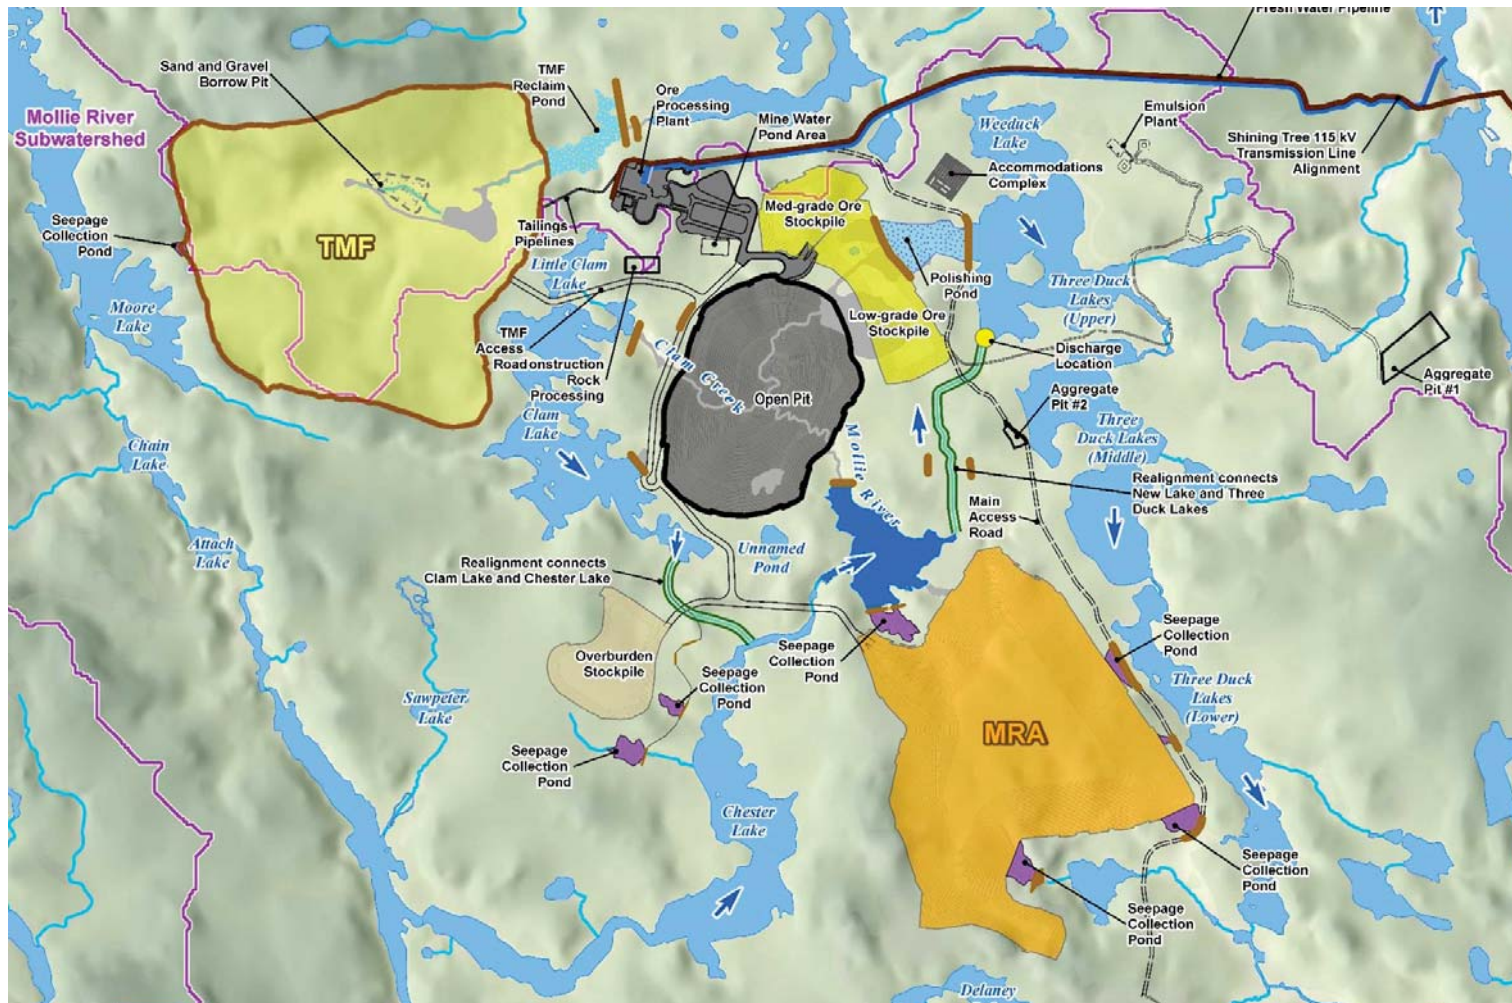 Fresh Water Pipeline
Sand and Gravel
Borrow Pit
TMF
Reclaim
Pond
Ore
Processing
Plant
Mine Water
Pond Area
Weeduck
Lake
Emulsion
Plant
Mollie River
Subwatershed
Shining Tree 115 kV
Transmission Line
Alignment
Accommodations
Complex
Med-grade Ore
Stockpile
Seepage
Collection
Pond
TMF
Tailings
Pipelines
Little Clam
Lake
Polishing
Pond
Three Duck
Lakes
(Upper)
Moore
Lake
Low-grade Ore
Stockpile
TMF
Access
Road
onstruction
Rock
Processing
Clam Creek
Discharge
Location
Aggregate
Pit #1
Open Pit
Aggregate
Pit #2
Clam
Lake
Three
Duck Lakes
(Middle)
Chain
Lake
Mollie River
Realignment connects
New Lake and Three
Duck Lakes
Main
Access
Road
Attach
Lake
Unnamed
Pond
Realignment connects
Clam Lake and Chester Lake
Seepage
Collection
Pond
Seepage
Collection
Pond
Overburden
Stockpile
Seepage
Collection
Pond
Three Duck
Lakes
(Lower)
Sawpeter
Lake
MRA
Seepage
Collection
Pond
Chester
Lake
Seepage
Collection
Pond
Seepage
Collection
Pond
Delaney